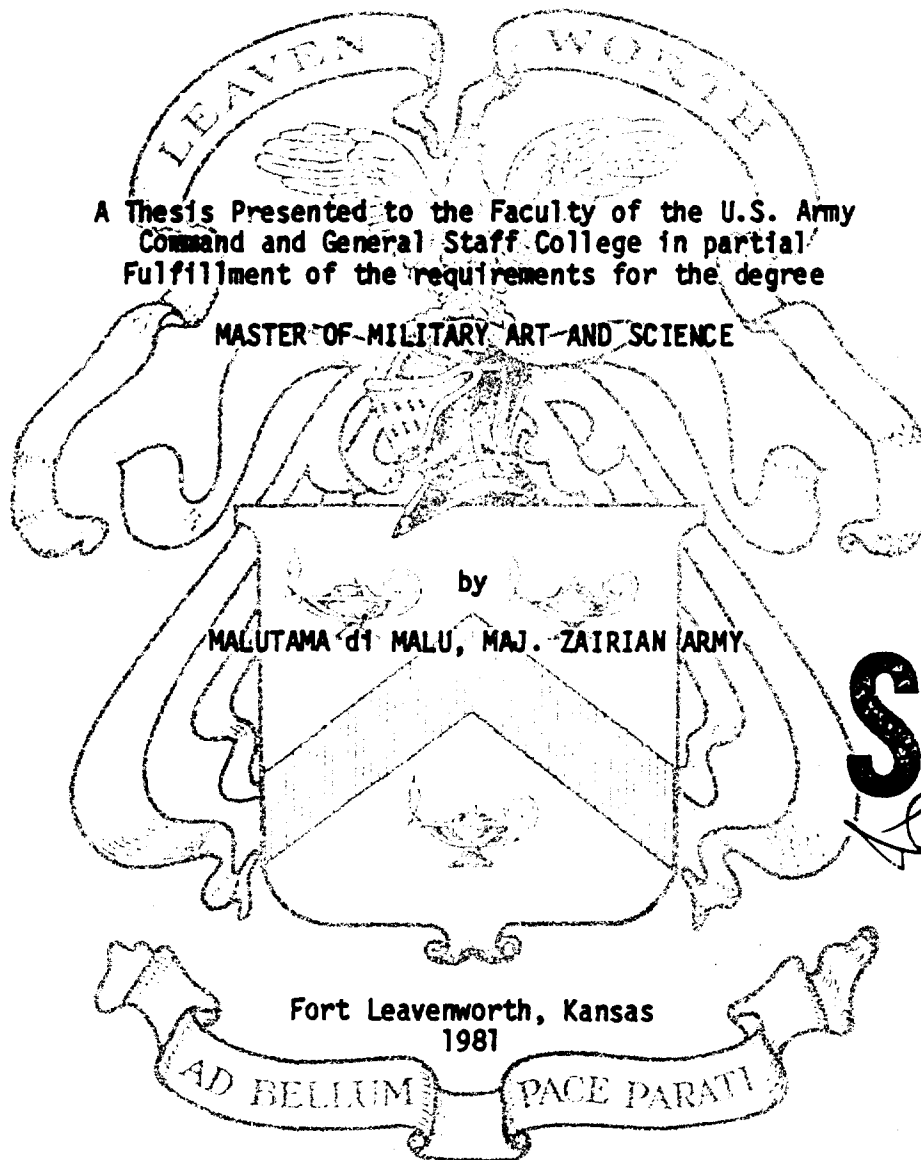 LEAVEN WORTH
A Thesis Presented to the Faculty of the U.S. Army
Command and General Staff College in partial
Fulfillment of the requirements for the degree
MASTER OF MILITARY ART AND SCIENCE
by
MALUTAMA di MALU, MAJ. ZAIRIAN ARMY
S
Fort Leavenworth, Kansas
1981
AD BELLUM PACE PARATI